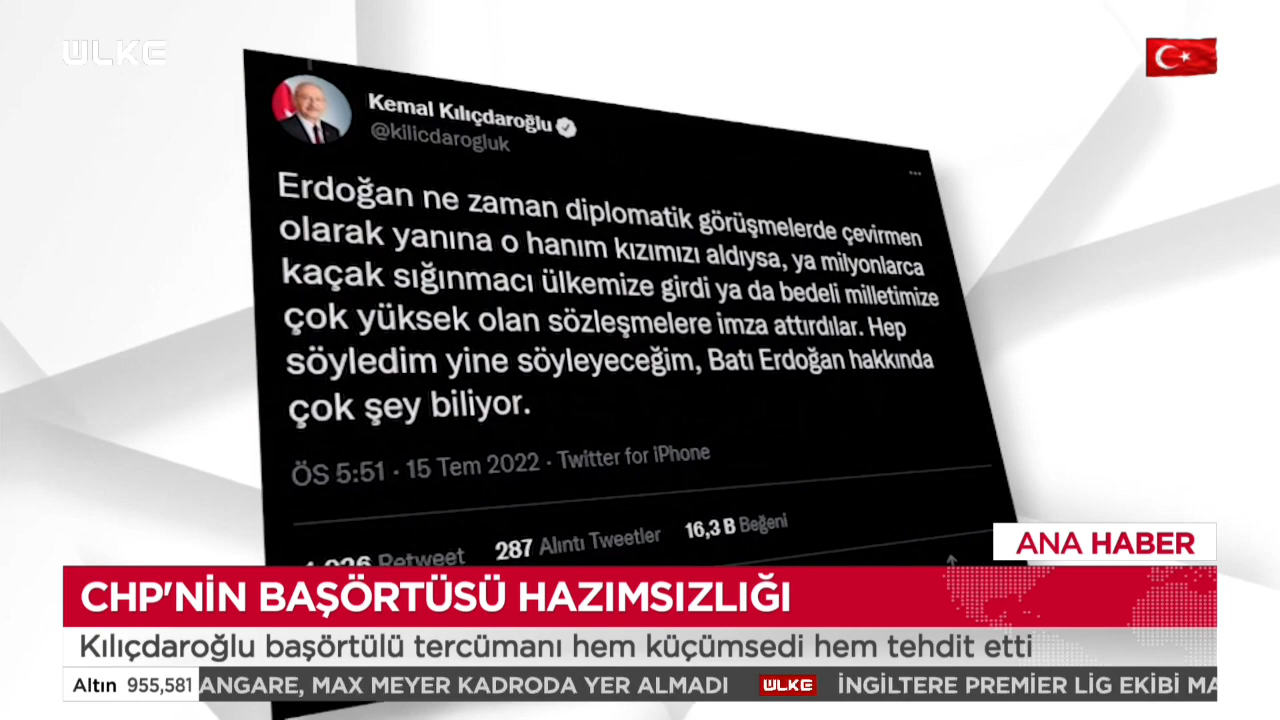 ÜLKE
Kemal Kılıçdaroğlu
@kilicdarogluk
Erdoğan ne zaman diplomatik görüşmelerde çevirmen
olarak yanına o hanım kızımızı aldıysa, ya milyonlarca
kaçak sığınmacı ülkemize girdi ya da bedeli milletimize
çok yüksek olan sözleşmelere imza attırdılar. Hep
söyledim yine söyleyeceğim, Batı Erdoğan hakkında
çok şey biliyor.
ÖS 5:51 · 15 Tem 2022 · Twitter for iPhone
Retweet 287 Alıntı Tweetler 16,3 B Beğeni
ANA HABER
CHP'NİN BAŞÖRTÜSÜ HAZIMSIZLIĞI
Kılıçdaroğlu başörtülü tercümanı hem küçümsedi hem tehdit etti
Altın 955,581 ANGARE, MAX MEYER KADRODA YER ALMADI ÜLKE İNGİLTERE PREMIER LİG EKİBİ MA